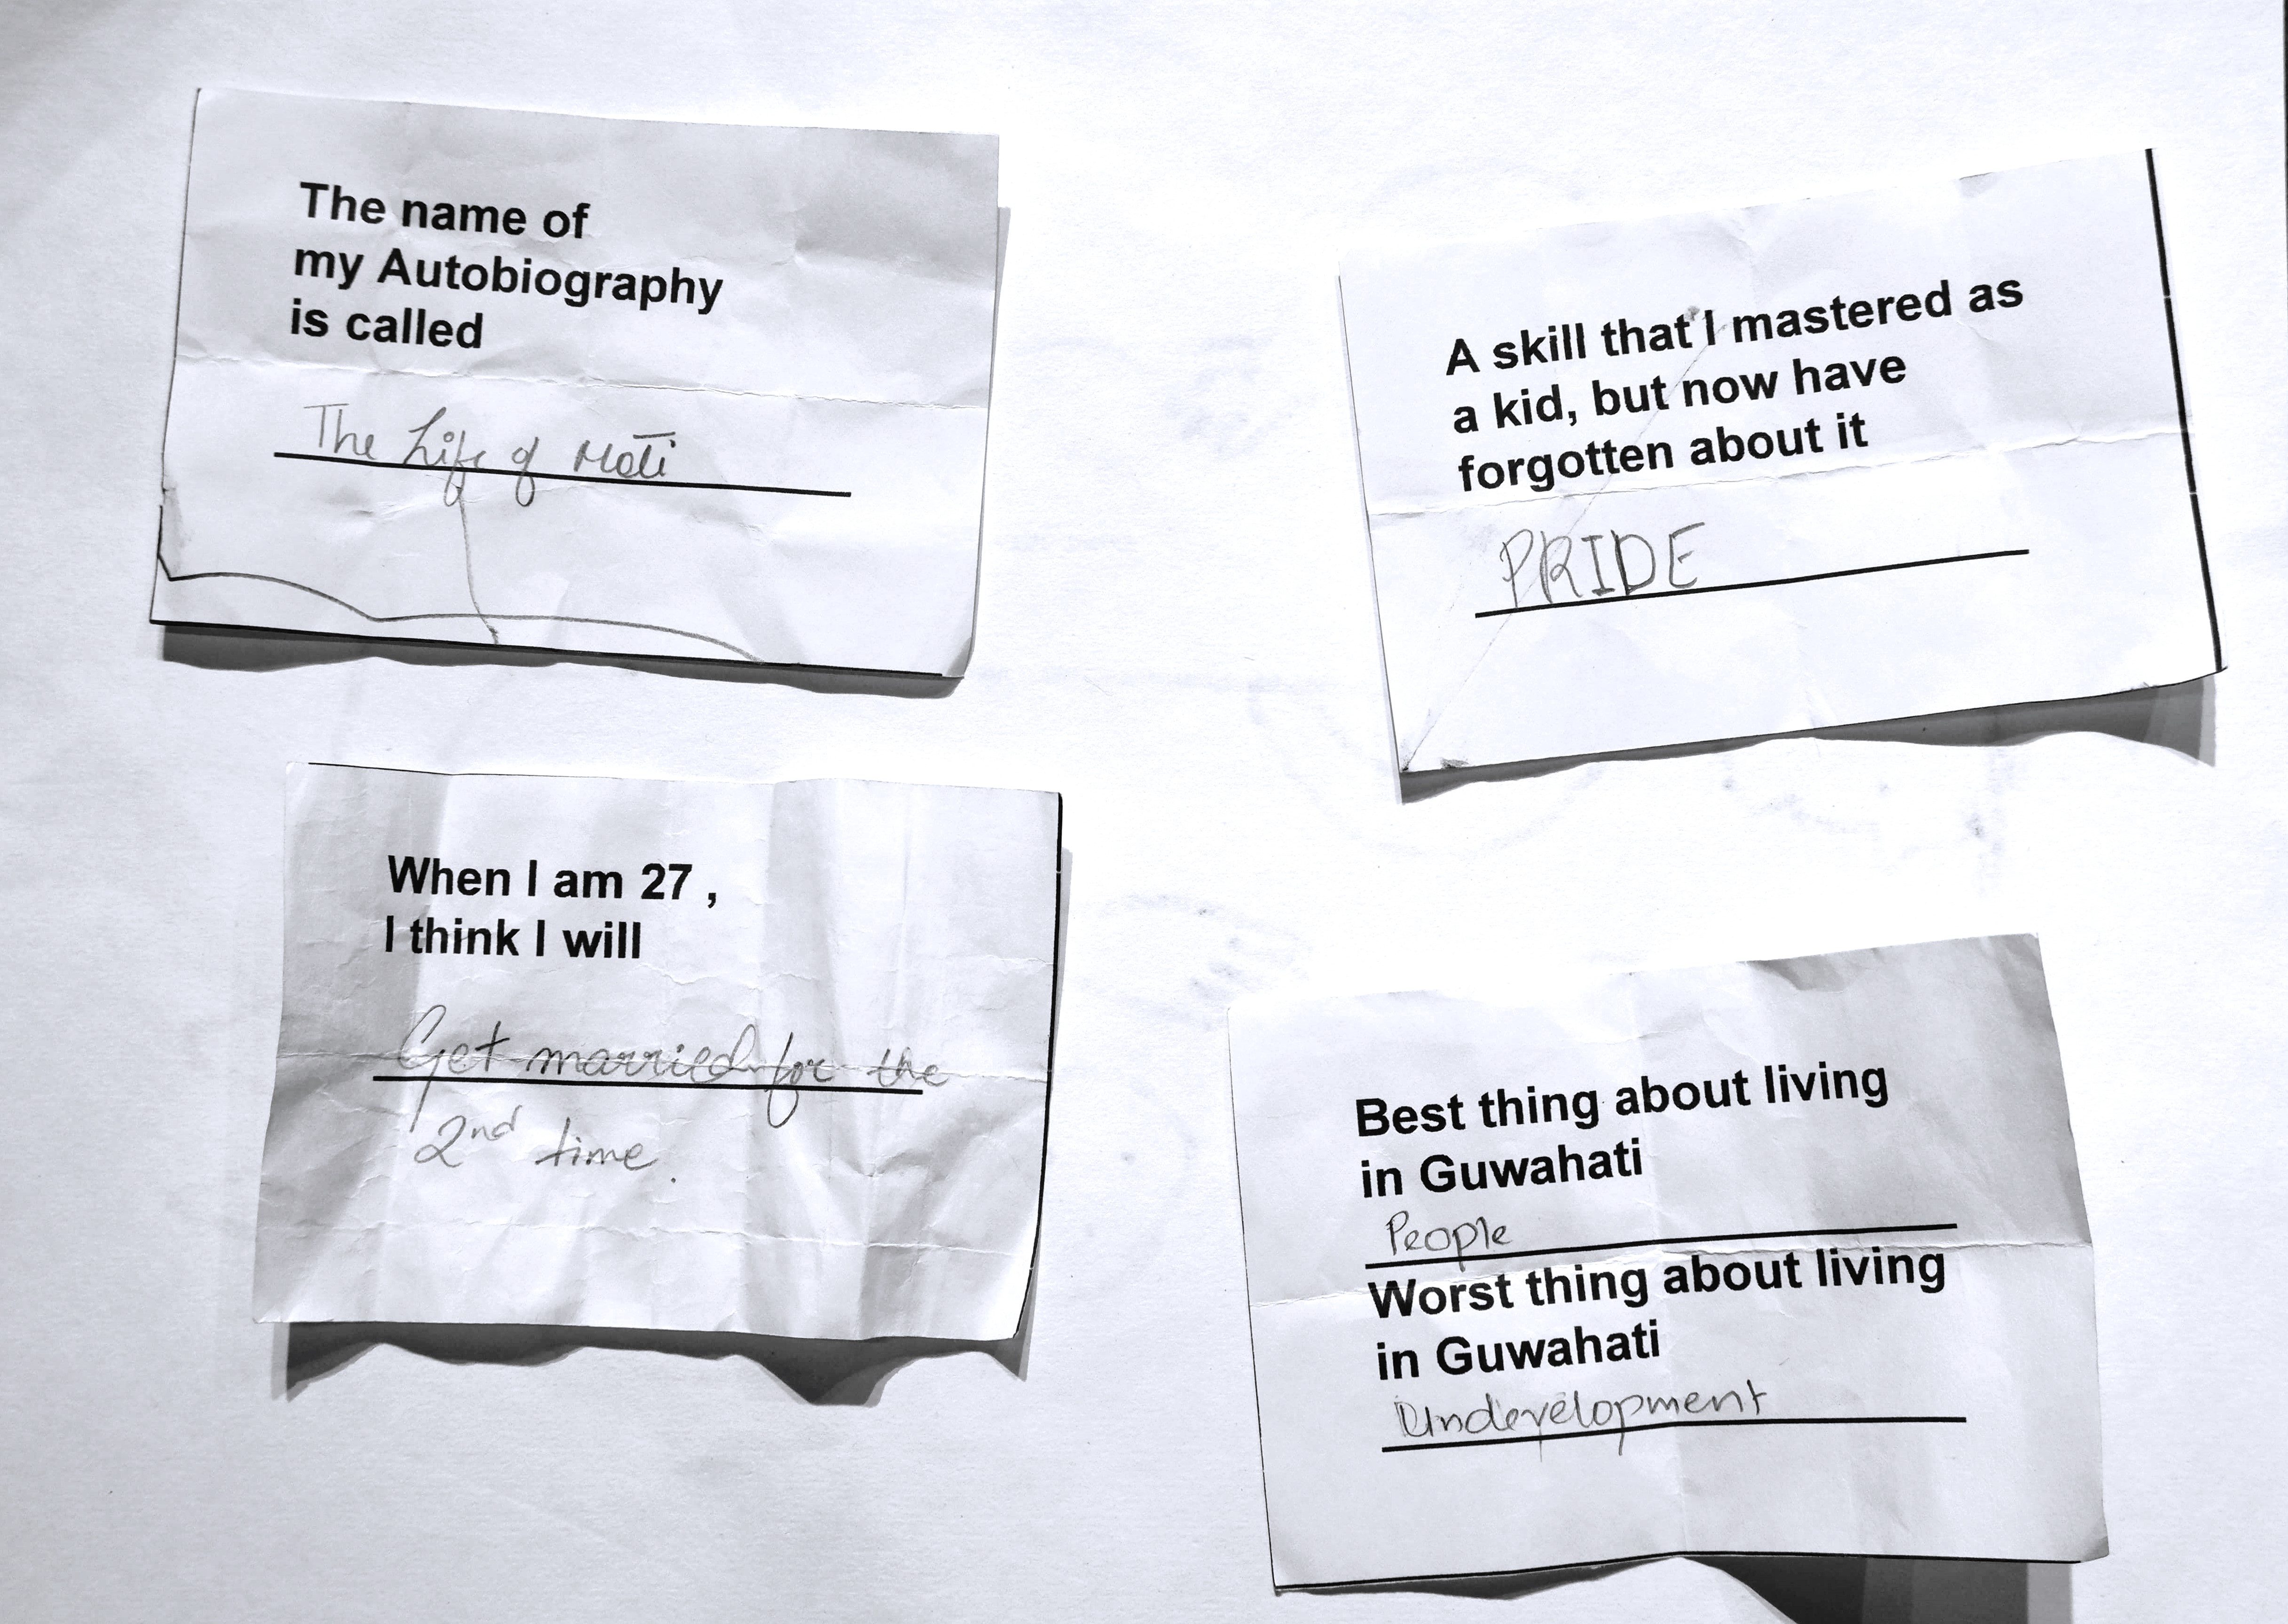 The name of
my Autobiography
is called
The Life of Moti
A skill that I mastered as
a kid, but now have
forgotten about it
PRIDE
When I am 27 ,
I think I will
Get married for the
2nd time.
Best thing about living
in Guwahati
People
Worst thing about living
in Guwahati
Undevelopment